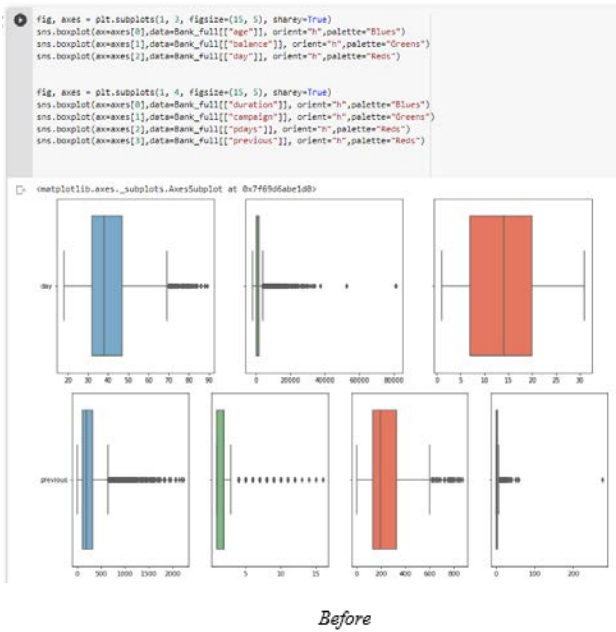 fig, axes = plt.subplots(1, 3, figsize=(15, 5), sharey=True)
sns.boxplot(ax=axes[0],data=Bank_full[["age"]], orient="h",palette="Blues")
sns.boxplot(ax=axes[1],data=Bank_full[["balance"]], orient="h",palette="Greens")
sns.boxplot(ax=axes[2],data=Bank_full[["day"]], orient="h",palette="Reds")
fig, axes = plt.subplots(1, 4, figsize=(15, 5), sharey=True)
sns.boxplot(ax=axes[0],data=Bank_full[["duration"]], orient="h",palette="Blues")
sns.boxplot(ax=axes[1],data=Bank_full[["campaign"]], orient="h",palette="Greens")
sns.boxplot(ax=axes[2],data=Bank_full[["pdays"]], orient="h",palette="Reds")
sns.boxplot(ax=axes[3],data=Bank_full[["previous"]], orient="h",palette="Reds")
<matplotlib.axes._subplots.AxesSubplot at 0x7f69d6abe1d0>
day
20 30 40 50 60 70 80 90 0 20000 40000 60000 80000 0 5 10 15 20 25 30
previous
0 500 1000 1500 2000 5 10 15 0 200 400 600 800 0 100 200
Before